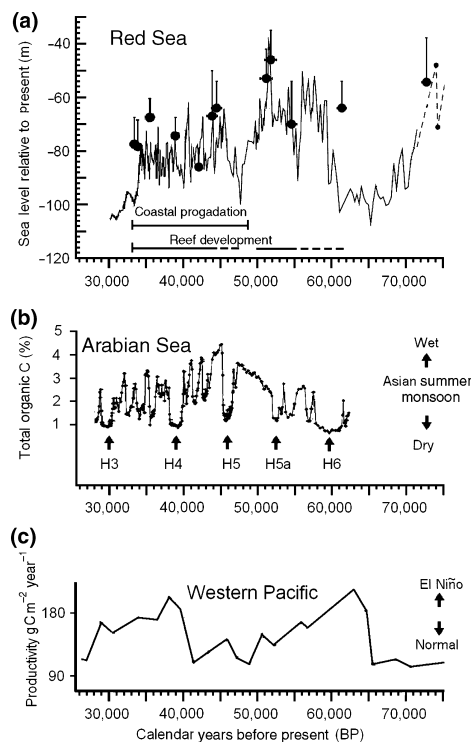 (a)
Red Sea
Sea level relative to present (m)
−40
−60
−80
−100
−120
Coastal progadation
Reef development
30,000 40,000 50,000 60,000 70,000
(b)
Arabian Sea
Total organic C (%)
5
4
3
2
1
Wet
Asian summer
monsoon
Dry
H3 H4 H5 H5a H6
30,000 40,000 50,000 60,000 70,000
(c)
Western Pacific
Productivity gC m−2 year−1
180
90
El Niño
Normal
30,000 40,000 50,000 60,000 70,000
Calendar years before present (BP)